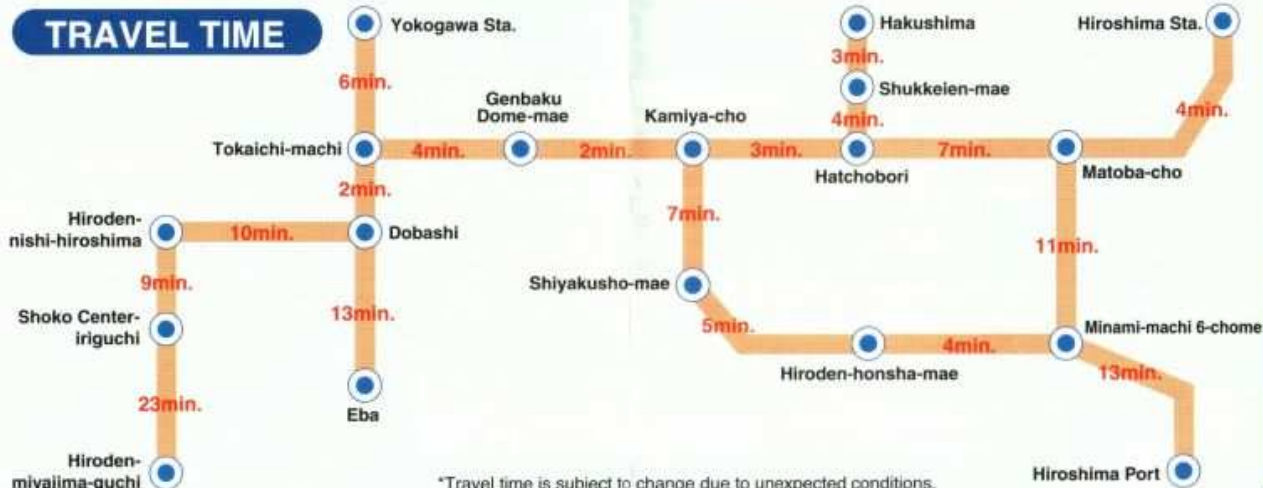 TRAVEL TIME
Yokogawa Sta.
Hakushima
Hiroshima Sta.
6min.
3min.
Shukkeien-mae
4min.
Genbaku
Dome-mae
Kamiya-cho
4min.
Tokaichi-machi
4min.
2min.
3min.
7min.
Hatchobori
Matoba-cho
2min.
Hiroden-
nishi-hiroshima
10min.
Dobashi
7min.
11min.
9min.
Shiyakusho-mae
Shoko Center-
iriguchi
13min.
5min.
4min.
Minami-machi 6-chome
Hiroden-honsha-mae
13min.
23min.
Eba
Hiroden-
miyajima-guchi
*Travel time is subject to change due to unexpected conditions.
Hiroshima Port